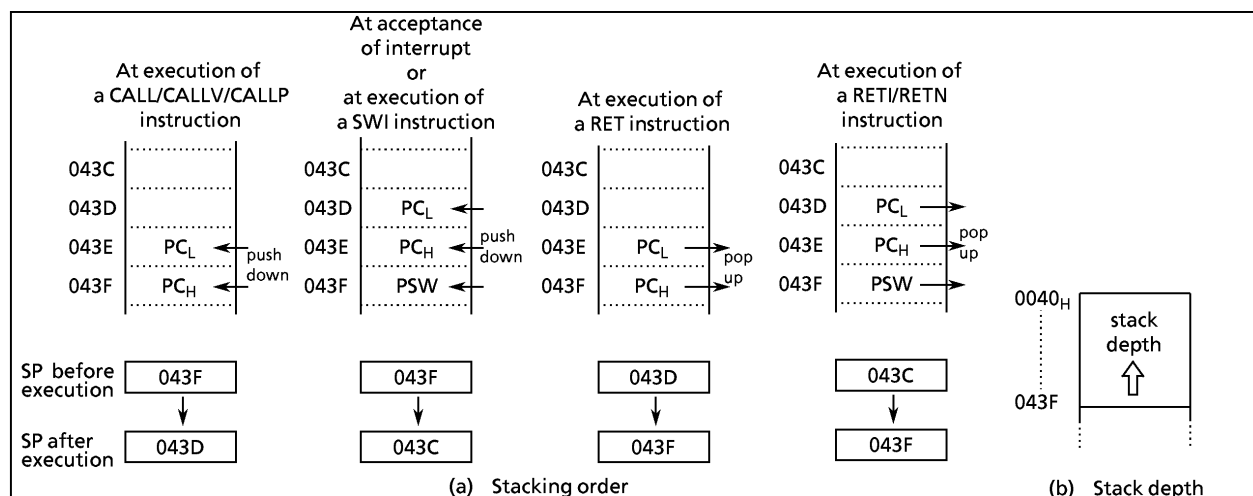 At execution of
a CALL/CALLV/CALLP
instruction
043C
043D
043E PCL
043F PCH
push
down
At acceptance
of interrupt
or
at execution of
a SWI instruction
043C
043D PCL
043E PCH
043F PSW
push
down
At execution of
a RET instruction
043C
043D
043E PCL
043F PCH
pop
up
At execution of
a RETI/RETN
instruction
043C
043D PCL
043E PCH
043F PSW
pop
up
SP before
execution
043F
043F
043D
043C
SP after
execution
043D
043C
043F
043F
(a) Stacking order
0040H
stack
depth
043F
(b) Stack depth